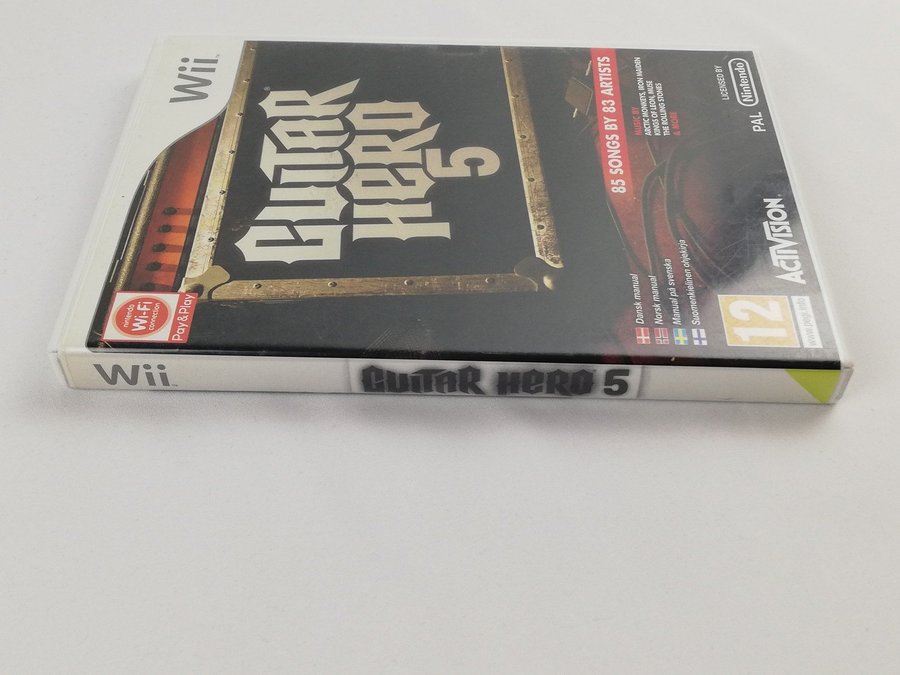 Wii™
GUITAR
HERO®
5
85 SONGS BY 83 ARTISTS
MUSIC BY
ARCTIC MONKEYS, IRON MAIDEN
KINGS OF LEON, MUSE
THE ROLLING STONES
& MORE
LICENSED BY
Nintendo
PAL
nintendo
Wi-Fi
connection
Pay & Play
Dansk manual
Norsk manual
Manual på svenska
Suomenkielinen ohjekirja
12
www.pegi.info
ACTIVISION
Wii™
GUITAR HERO 5